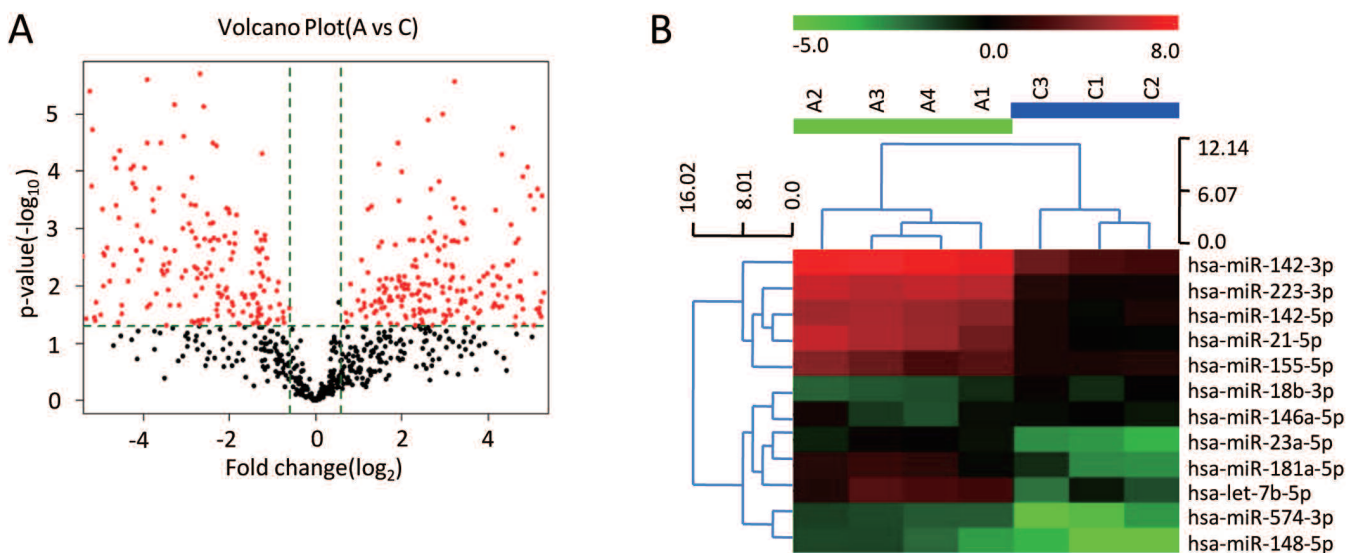 A
Volcano Plot(A vs C)
p-value(-log10)
5
4
3
2
1
0
-4 -2 0 2 4
Fold change(log2)
B
-5.0 0.0 8.0
A2 A3 A4 A1 C3 C1 C2
12.14
6.07
0.0
16.02 8.01 0.0
hsa-miR-142-3p
hsa-miR-223-3p
hsa-miR-142-5p
hsa-miR-21-5p
hsa-miR-155-5p
hsa-miR-18b-3p
hsa-miR-146a-5p
hsa-miR-23a-5p
hsa-miR-181a-5p
hsa-let-7b-5p
hsa-miR-574-3p
hsa-miR-148-5p